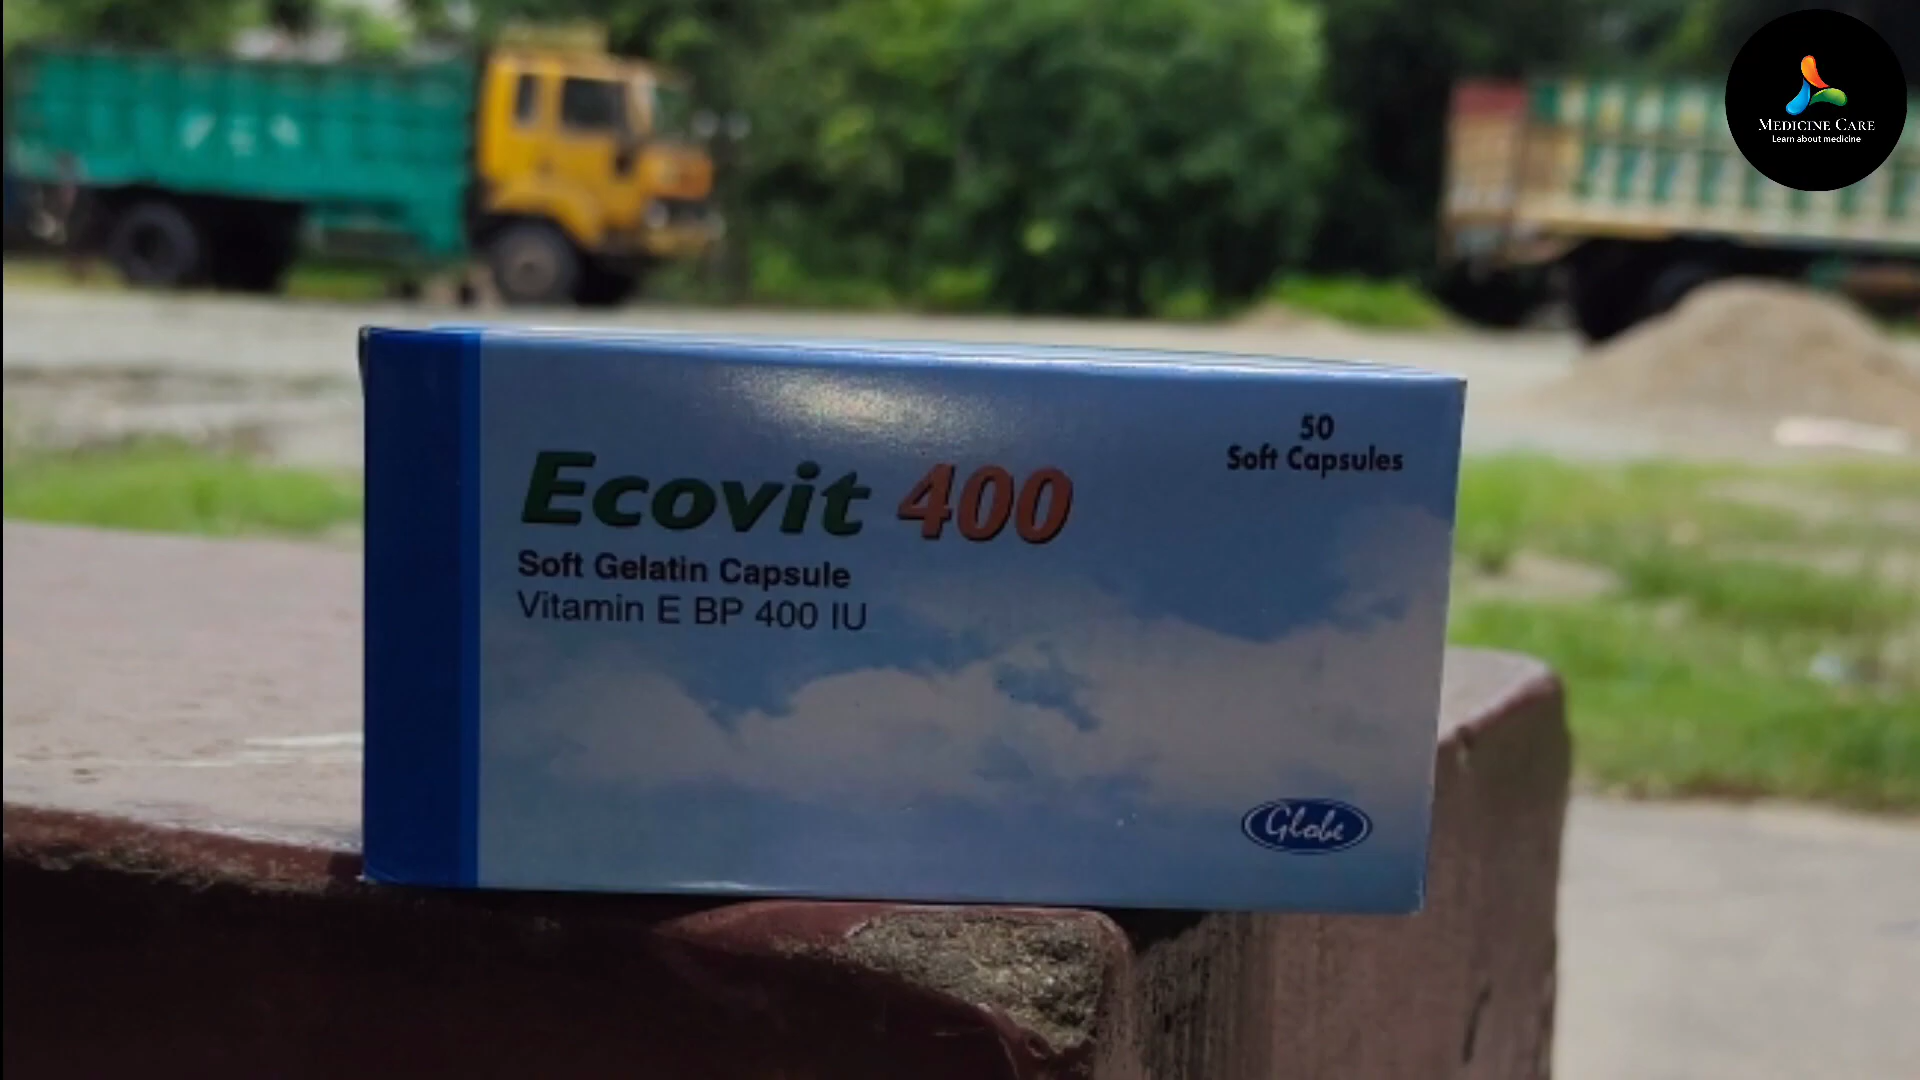 MEDICINE CARE
Learn about medicine
50
Soft Capsules
Ecovit 400
Soft Gelatin Capsule
Vitamin E BP 400 IU
Globe